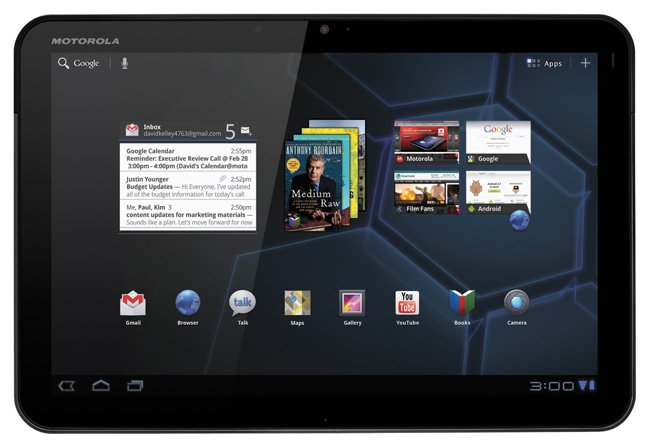 MOTOROLA
Google
Apps
Inbox
davidkelley4763@gmail.com
5
Google Calendar 2:55pm
Reminder: Executive Review Call @ Feb 28
3:00pm - 4:00pm (David's Calendar@moto
Justin Younger 2:52pm
Budget Updates — Hi Everyone, I've updated
all of the budget information for today's call
Me, Paul, Kim 3 2:50pm
content updates for marketing materials —
Sounds like a plan. Let's move forward for now
ANTHONY BOURDAIN
Medium
Raw
Motorola
Google
Google
Film Fans
Android
Gmail
Browser
talk
Talk
Maps
Gallery
You
Tube
YouTube
Books
Camera
3:00